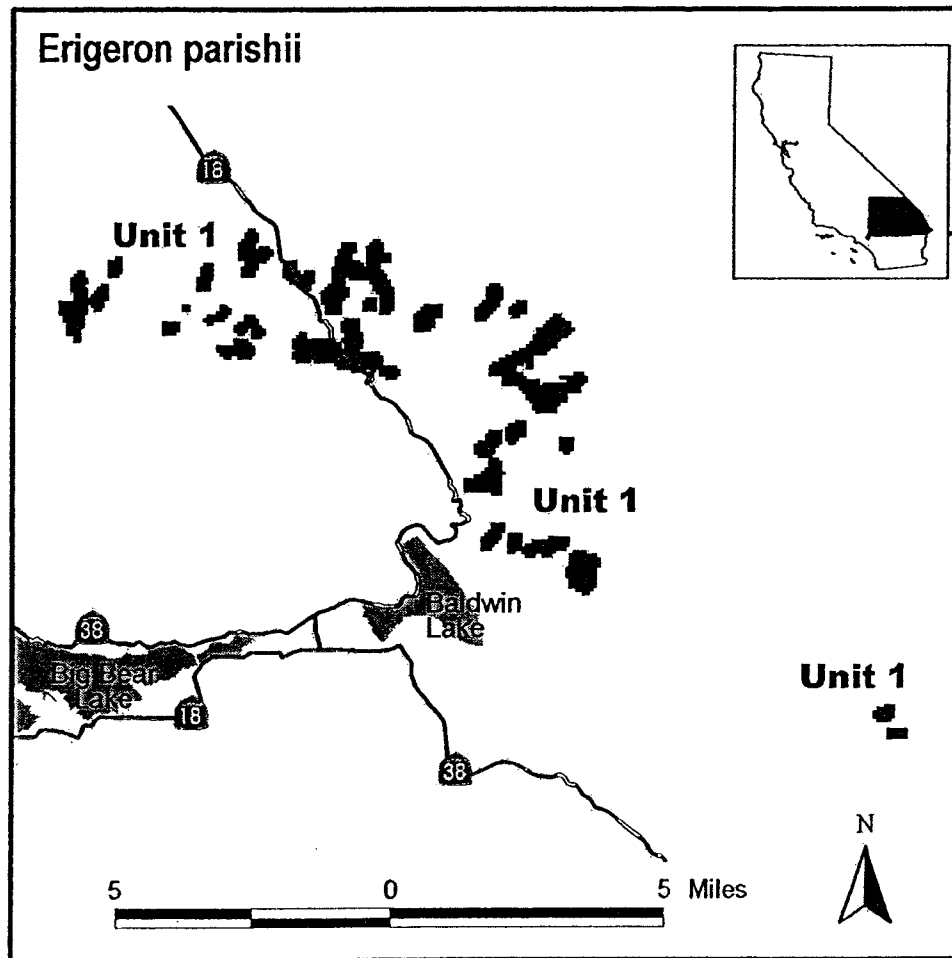 Erigeron parishii
18
Unit 1
Unit 1
Baldwin
Lake
38
Big Bear
Lake
Unit 1
18
38
N
5 0 5 Miles